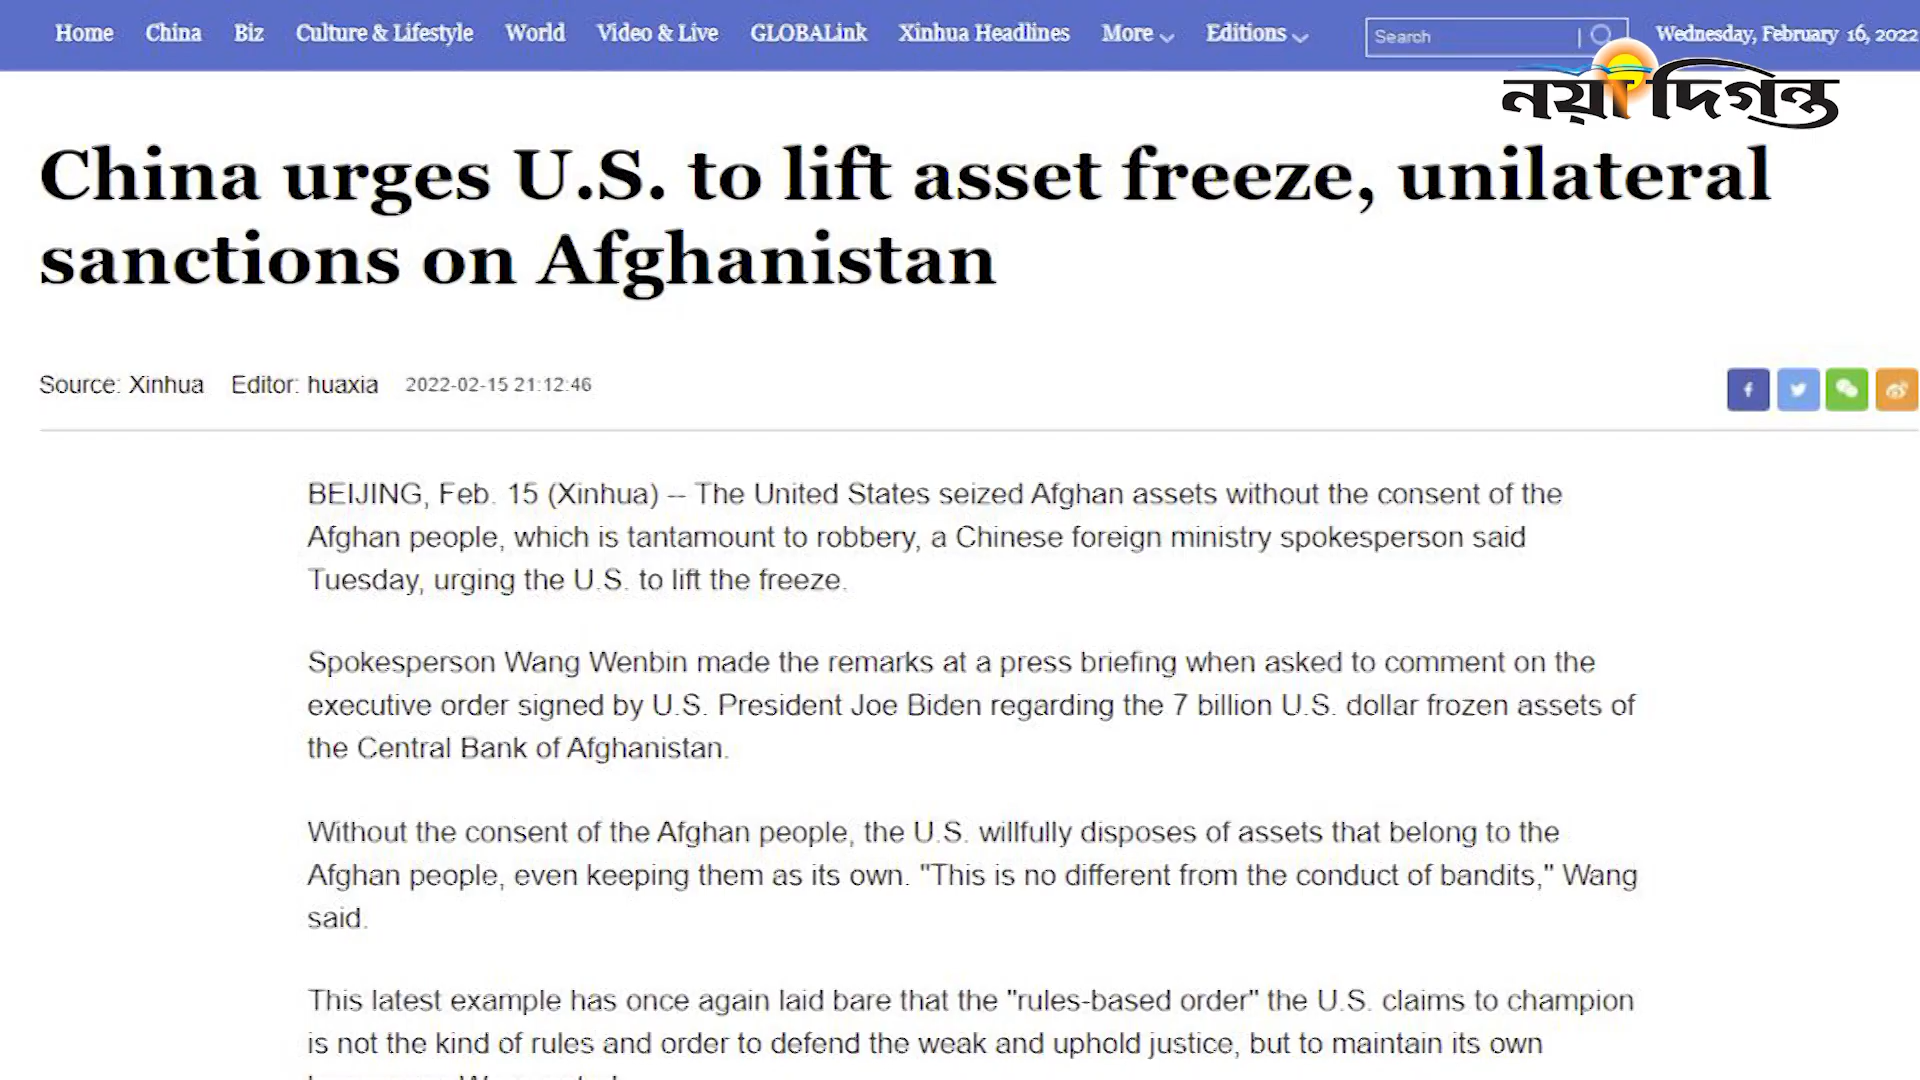 Home China Biz Culture & Lifestyle World Video & Live GLOBALink Xinhua Headlines More Editions Search Wednesday, February 16, 2022
নয়া দিগন্ত
China urges U.S. to lift asset freeze, unilateral
sanctions on Afghanistan
Source: Xinhua Editor: huaxia 2022-02-15 21:12:46
BEIJING, Feb. 15 (Xinhua) -- The United States seized Afghan assets without the consent of the
Afghan people, which is tantamount to robbery, a Chinese foreign ministry spokesperson said
Tuesday, urging the U.S. to lift the freeze.
Spokesperson Wang Wenbin made the remarks at a press briefing when asked to comment on the
executive order signed by U.S. President Joe Biden regarding the 7 billion U.S. dollar frozen assets of
the Central Bank of Afghanistan.
Without the consent of the Afghan people, the U.S. willfully disposes of assets that belong to the
Afghan people, even keeping them as its own. "This is no different from the conduct of bandits," Wang
said.
This latest example has once again laid bare that the "rules-based order" the U.S. claims to champion
is not the kind of rules and order to defend the weak and uphold justice, but to maintain its own